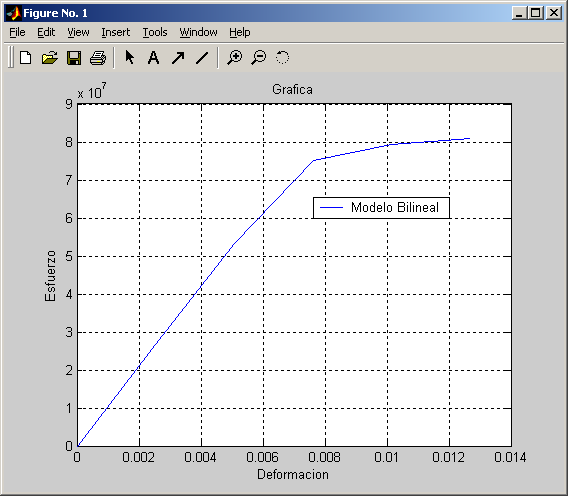 Figure No. 1
File Edit View Insert Tools Window Help
A
Grafica
x 10^7
9
8
7
6
5
4
3
2
1
0
Esfuerzo
Modelo Bilineal
0 0.002 0.004 0.006 0.008 0.01 0.012 0.014
Deformacion